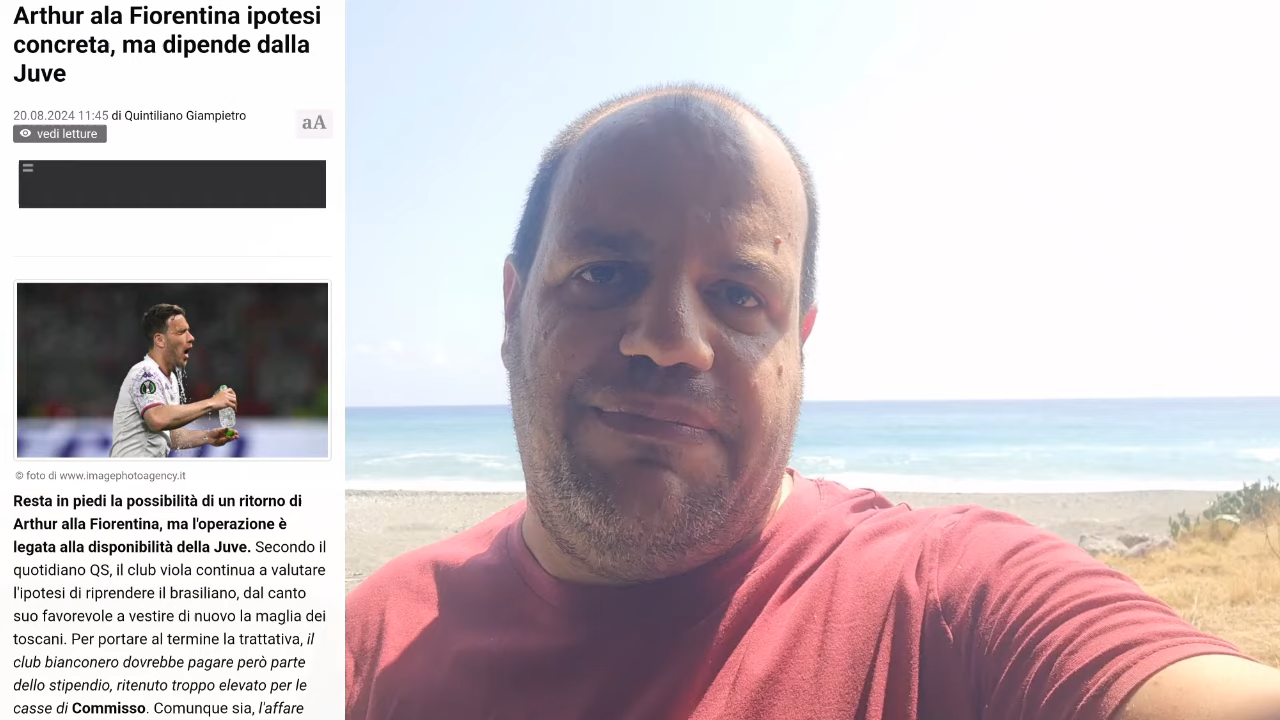 Arthur ala Fiorentina ipotesi
concreta, ma dipende dalla
Juve
20.08.2024 11:45 di Quintiliano Giampietro
vedi letture
aA
© foto di www.imagephotoagency.it
Resta in piedi la possibilità di un ritorno di
Arthur alla Fiorentina, ma l'operazione è
legata alla disponibilità della Juve. Secondo il
quotidiano QS, il club viola continua a valutare
l'ipotesi di riprendere il brasiliano, dal canto
suo favorevole a vestire di nuovo la maglia dei
toscani. Per portare al termine la trattativa, il
club bianconero dovrebbe pagare però parte
dello stipendio, ritenuto troppo elevato per le
casse di Commisso. Comunque sia, l'affare